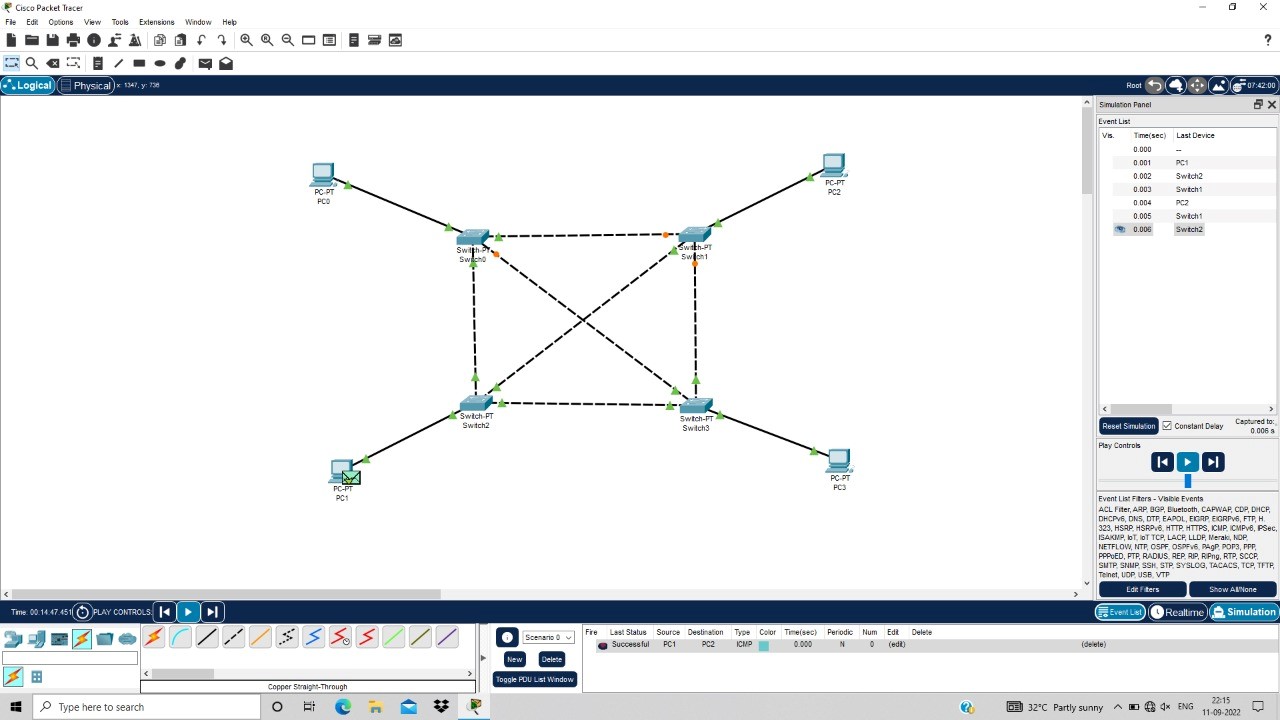 Cisco Packet Tracer
File Edit Options View Tools Extensions Window Help
?
Logical Physical x: 1347, y: 736 Root 07:42:00
Simulation Panel
Event List
Vis. Time(sec) Last Device
0.000 --
0.001 PC1
0.002 Switch2
0.003 Switch1
0.004 PC2
0.005 Switch1
0.006 Switch2
Reset Simulation Constant Delay Captured to:
0.006 s
Play Controls
Event List Filters - Visible Events
ACL Filter, ARP, BGP, Bluetooth, CAPWAP, CDP, DHCP,
DHCPv6, DNS, DTP, EAPOL, EIGRP, EIGRPv6, FTP, H.
323, HSRP, HSRPv6, HTTP, HTTPS, ICMP, ICMPv6, IPSec,
ISAKMP, IoT, IoT TCP, LACP, LLDP, Meraki, NDP,
NETFLOW, NTP, OSPF, OSPFv6, PAgP, POP3, PPP,
PPPoED, PTP, RADIUS, REP, RIP, RIPng, RTP, SCCP,
SMTP, SNMP, SSH, STP, SYSLOG, TACACS, TCP, TFTP,
Telnet, UDP, USB, VTP
Edit Filters Show All/None
Event List Realtime Simulation
PC-PT
PC0
PC-PT
PC2
Switch-PT
Switch0
Switch-PT
Switch1
Switch-PT
Switch2
Switch-PT
Switch3
PC-PT
PC1
PC-PT
PC3
Time: 00:14:47.451 PLAY CONTROLS:
Copper Straight-Through
Scenario 0
New Delete
Toggle PDU List Window
Fire Last Status Source Destination Type Color Time(sec) Periodic Num Edit Delete
Successful PC1 PC2 ICMP 0.000 N 0 (edit) (delete)
Type here to search
32°C Partly sunny ENG 22:15
11-09-2022